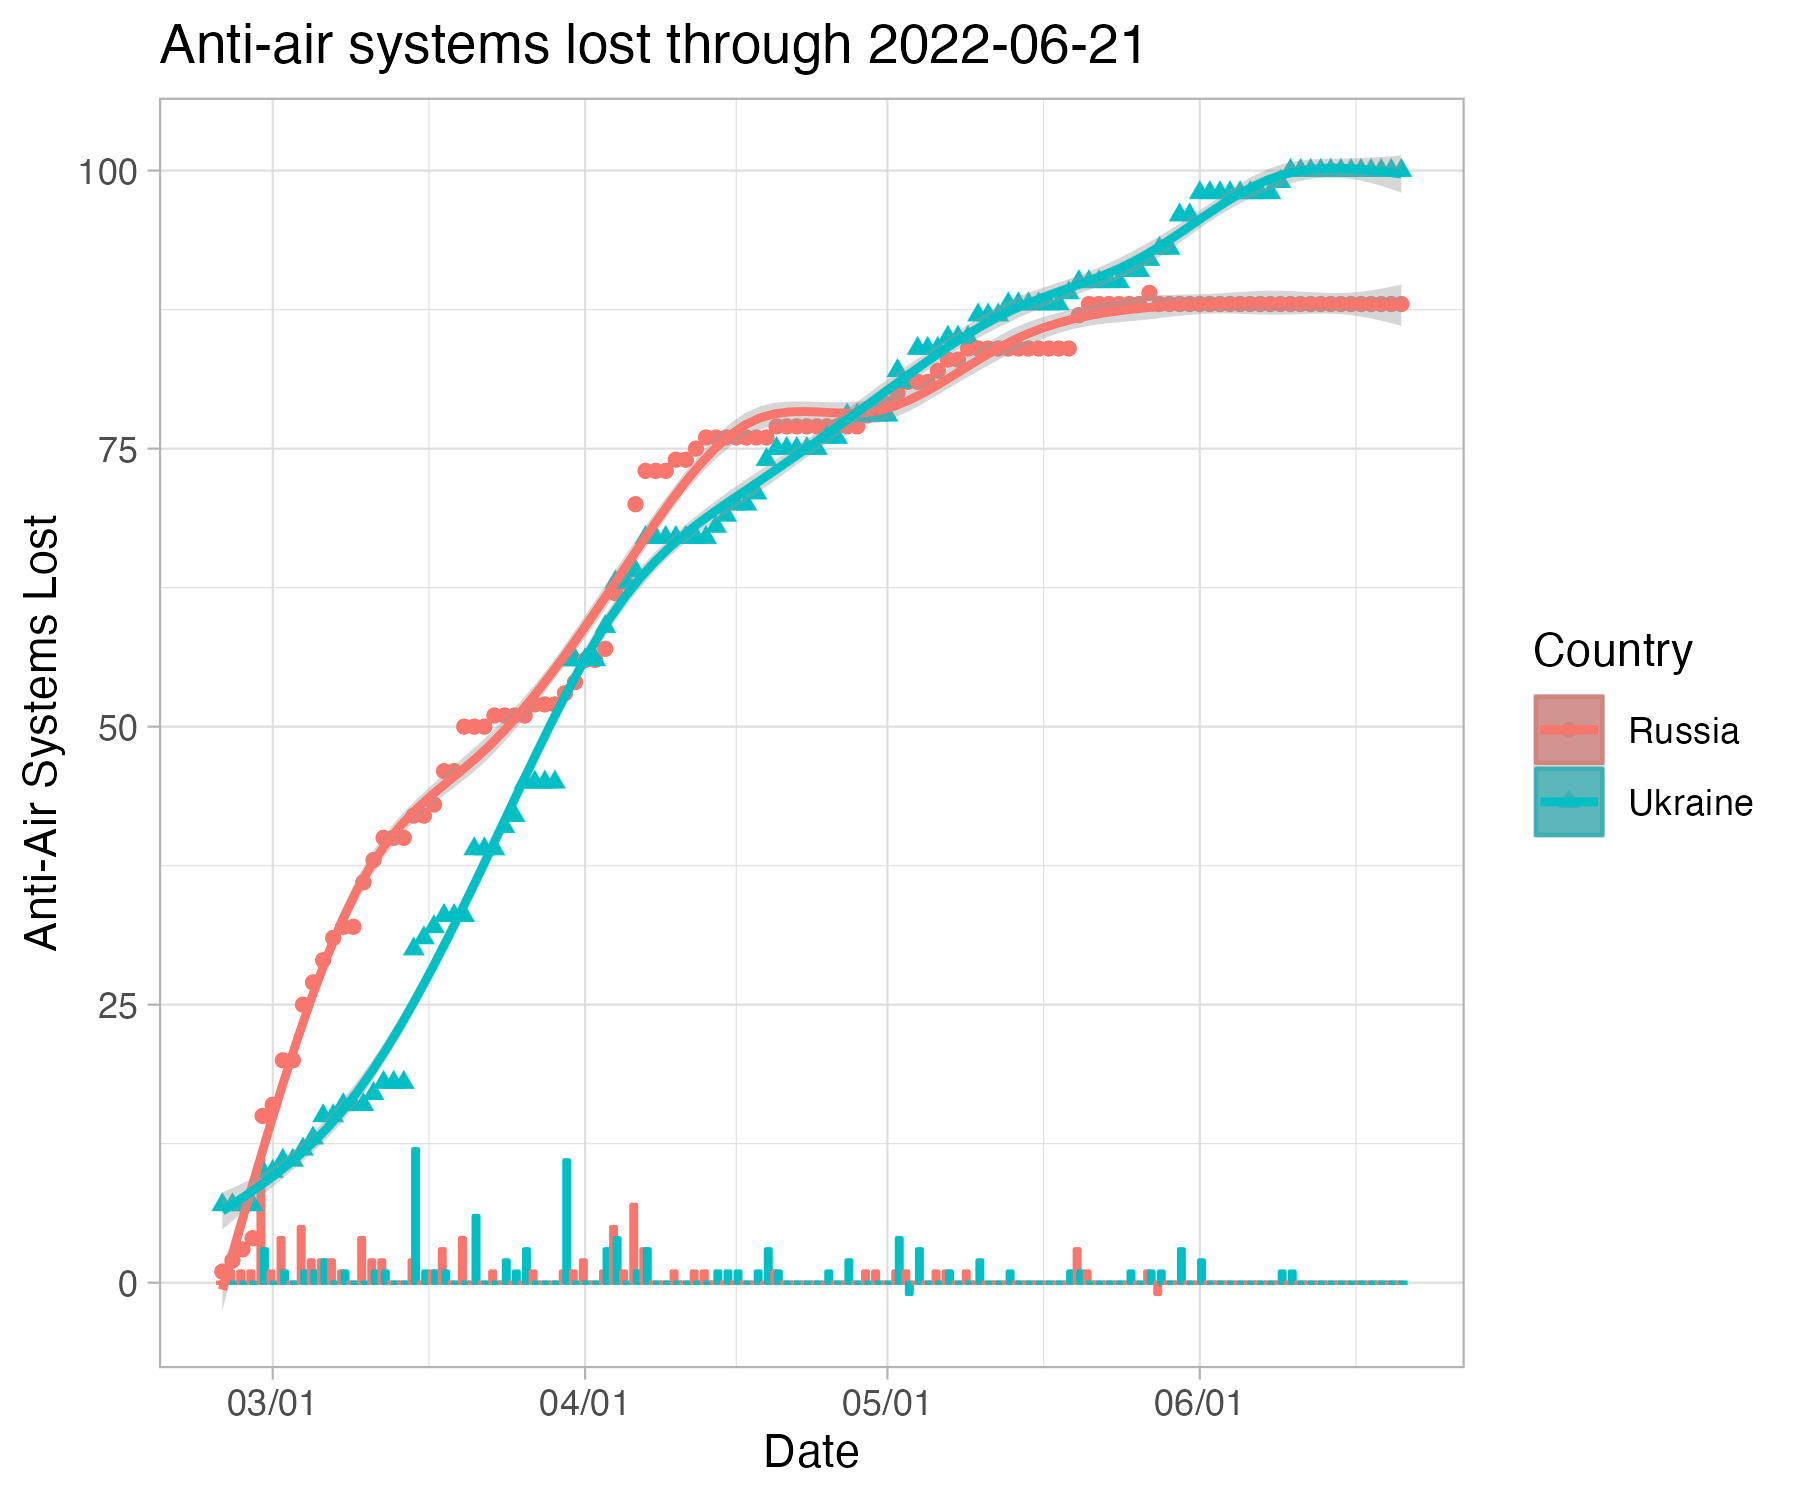 Anti-air systems lost through 2022-06-21
Anti-Air Systems Lost
100
75
50
25
0
03/01 04/01 05/01 06/01
Date
Country
Russia
Ukraine